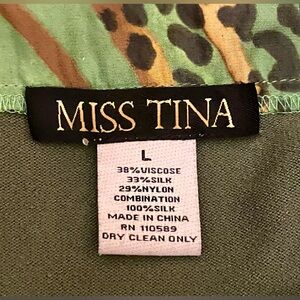 MISS TINA
L
38%VISCOSE
33%SILK
29%NYLON
COMBINATION
100%SILK
MADE IN CHINA
RN 110589
DRY CLEAN ONLY